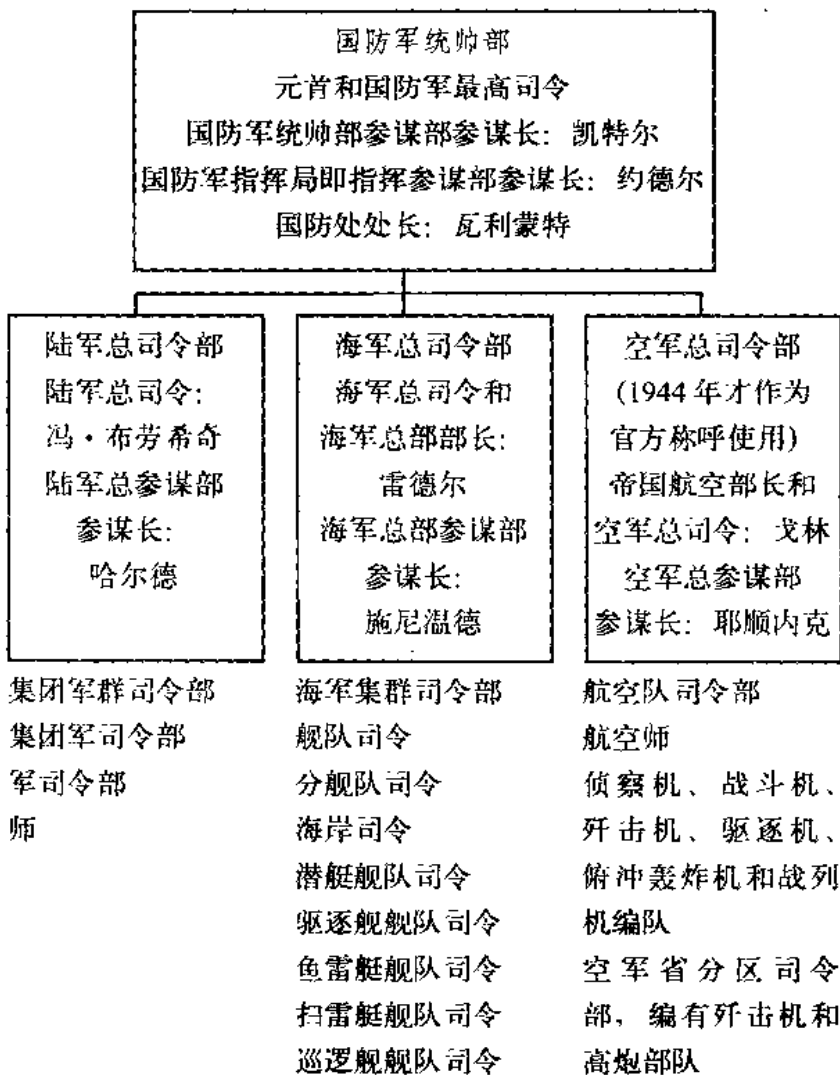 国防军统帅部
元首和国防军最高司令
国防军统帅部参谋部参谋长：凯特尔
国防军指挥局即指挥参谋部参谋长：约德尔
国防处处长：瓦利蒙特
陆军总司令部
陆军总司令：
冯·布劳希奇
陆军总参谋部
参谋长：
哈尔德
海军总司令部
海军总司令和
海军总部部长：
雷德尔
海军总部参谋部
参谋长：
施尼温德
空军总司令部
(1944年才作为
官方称呼使用)
帝国航空部长和
空军总司令：戈林
空军总参谋部
参谋长：耶顺内克
集团军群司令部
集团军司令部
军司令部
师
海军集群司令部
舰队司令
分舰队司令
海岸司令
潜艇舰队司令
驱逐舰舰队司令
鱼雷艇舰队司令
扫雷艇舰队司令
巡逻舰舰队司令
航空队司令部
航空师
侦察机、战斗机、
歼击机、驱逐机、
俯冲轰炸机和战列
机编队
空军省分区司令
部，编有歼击机和
高炮部队